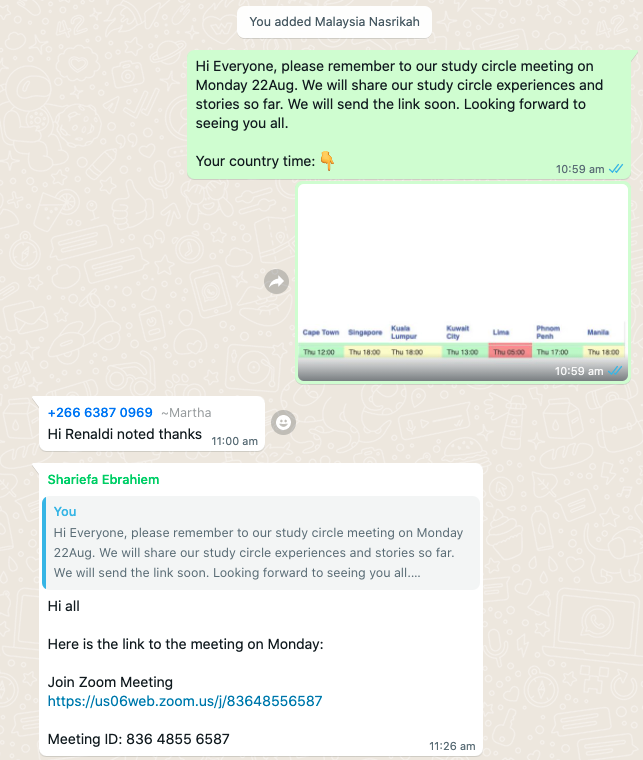 You added Malaysia Nasrikah
Hi Everyone, please remember to our study circle meeting on
Monday 22Aug. We will share our study circle experiences and
stories so far. We will send the link soon. Looking forward to
seeing you all.
Your country time: 👇
10:59 am
Cape Town Singapore Kuala Lumpur Kuwait City Lima Phnom Penh Manila
Thu 12:00 Thu 18:00 Thu 18:00 Thu 13:00 Thu 05:00 Thu 17:00 Thu 18:00
10:59 am
+266 6387 0969 ~Martha
Hi Renaldi noted thanks 11:00 am
Shariefa Ebrahiem
You
Hi Everyone, please remember to our study circle meeting on Monday
22Aug. We will share our study circle experiences and stories so far.
We will send the link soon. Looking forward to seeing you all....
Hi all
Here is the link to the meeting on Monday:
Join Zoom Meeting
https://us06web.zoom.us/j/83648556587
Meeting ID: 836 4855 6587
11:26 am